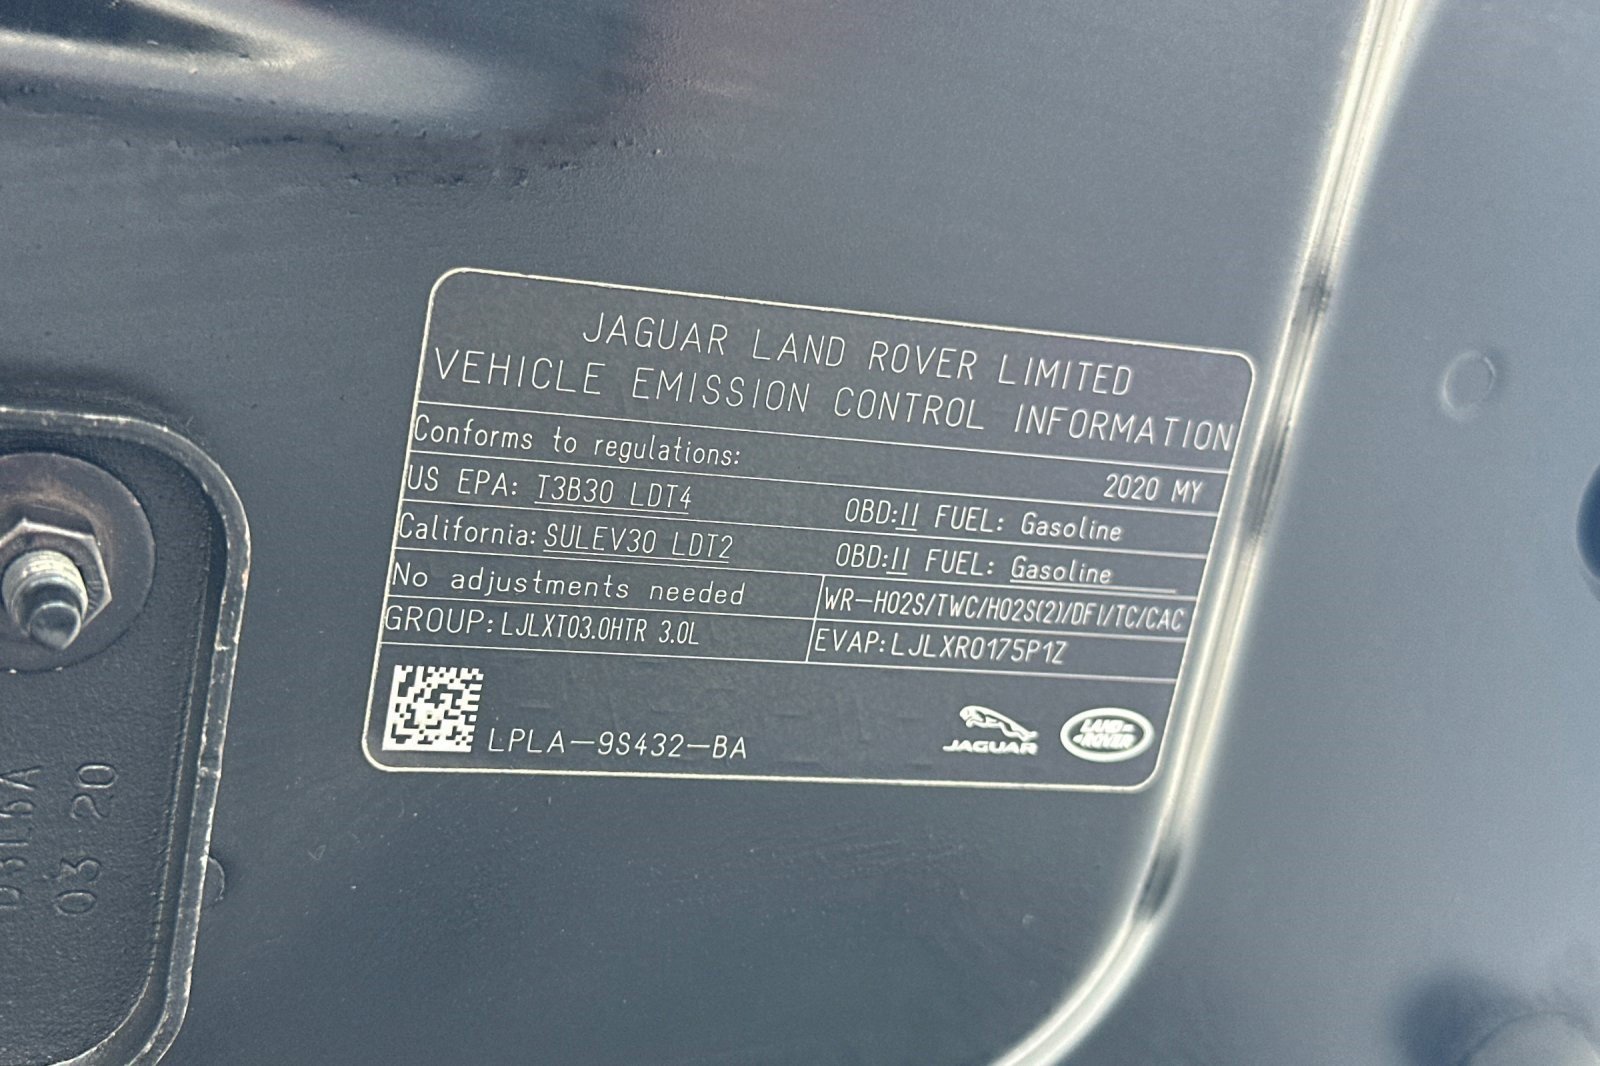 JAGUAR LAND ROVER LIMITED
VEHICLE EMISSION CONTROL INFORMATION
Conforms to regulations:
2020 MY
US EPA: T3B30 LDT4 OBD:II FUEL: Gasoline
California: SULEV30 LDT2 OBD:II FUEL: Gasoline
No adjustments needed WR-HO2S/TWC/HO2S(2)/DFI/TC/CAC
GROUP: LJLXT03.0HTR 3.0L EVAP: LJLXR0175P1Z
LPLA-9S432-BA
JAGUAR
LAND-
ROVER
03 20